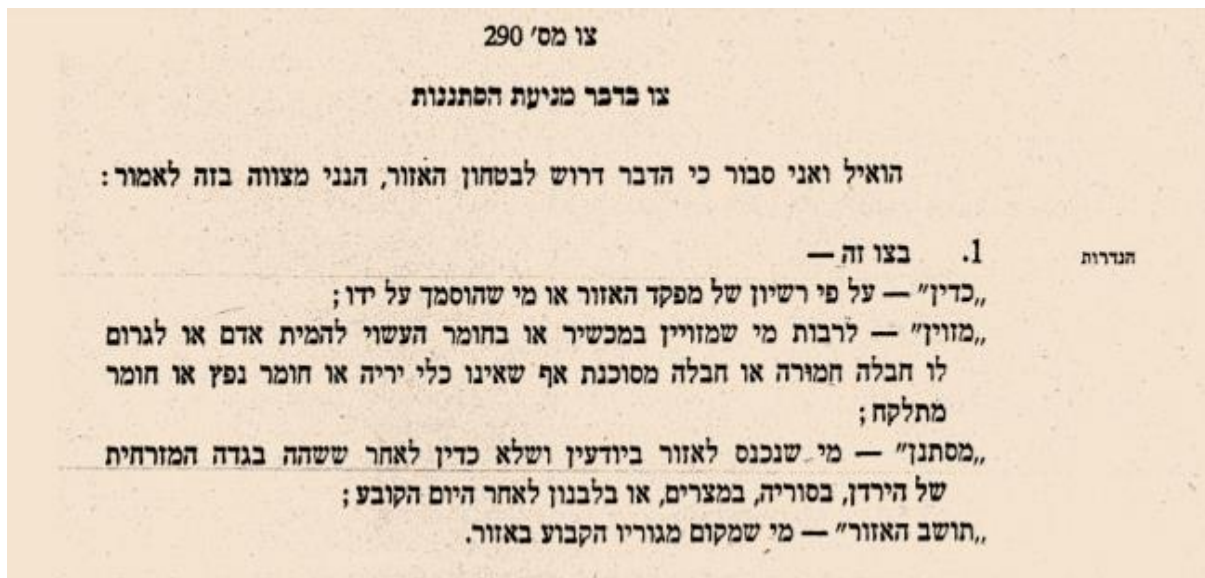 צו מס׳ 290
צו בדבר מניעת הסתננות
הואיל ואני סבור כי הדבר דרוש לבטחון האזור, הנני מצווה בזה לאמור:
הגדרות 1. בצו זה —
„כדין״ — על פי רשיון של מפקד האזור או מי שהוסמך על ידו;
„מזוין״ — לרבות מי שמזויין במכשיר או בחומר העשוי להמית אדם או לגרום
לו חבלה חמורה או חבלה מסוכנת אף שאינו כלי יריה או חומר נפץ או חומר
מתלקח;
„מסתנן״ — מי שנכנס לאזור ביודעין ושלא כדין לאחר ששהה בגדה המזרחית
של הירדן, בסוריה, במצרים, או בלבנון לאחר היום הקובע;
„תושב האזור״ — מי שמקום מגוריו הקבוע באזור.